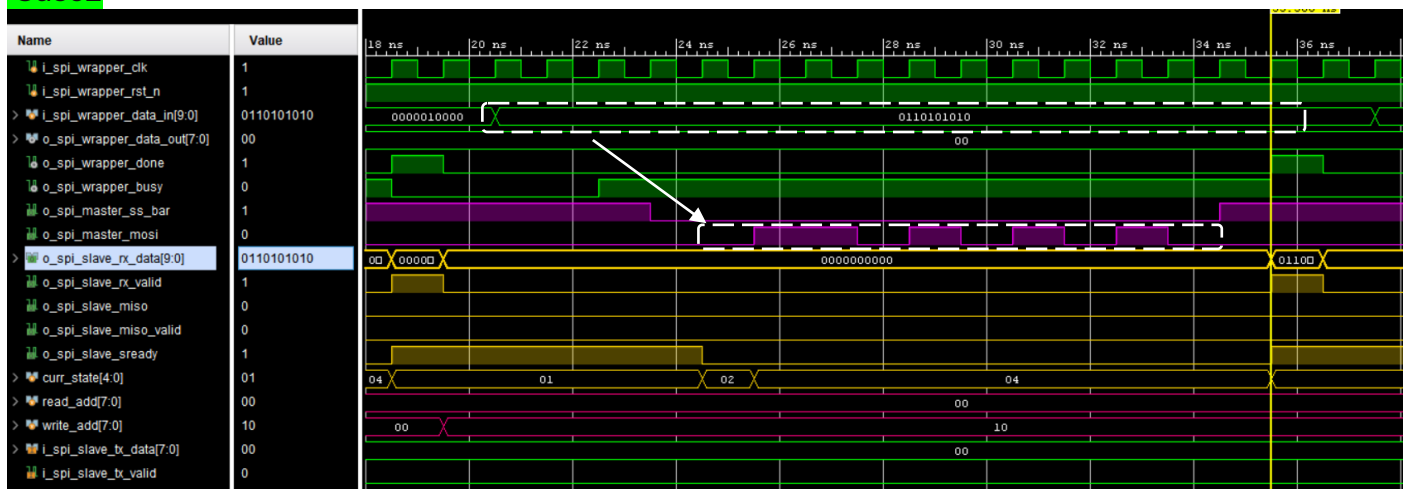 Name Value 18 ns 20 ns 22 ns 24 ns 26 ns 28 ns 30 ns 32 ns 34 ns 36 ns
i_spi_wrapper_clk 1
i_spi_wrapper_rst_n 1
i_spi_wrapper_data_in[9:0] 0110101010 0000010000 0110101010
o_spi_wrapper_data_out[7:0] 00 00
o_spi_wrapper_done 1
o_spi_wrapper_busy 0
o_spi_master_ss_bar 1
o_spi_master_mosi 0
o_spi_slave_rx_data[9:0] 0110101010 00 0000 0000000000 0110
o_spi_slave_rx_valid 1
o_spi_slave_miso 0
o_spi_slave_miso_valid 0
o_spi_slave_sready 1
curr_state[4:0] 01 04 01 02 04
read_add[7:0] 00 00
write_add[7:0] 10 00 10
i_spi_slave_tx_data[7:0] 00 00
i_spi_slave_tx_valid 0